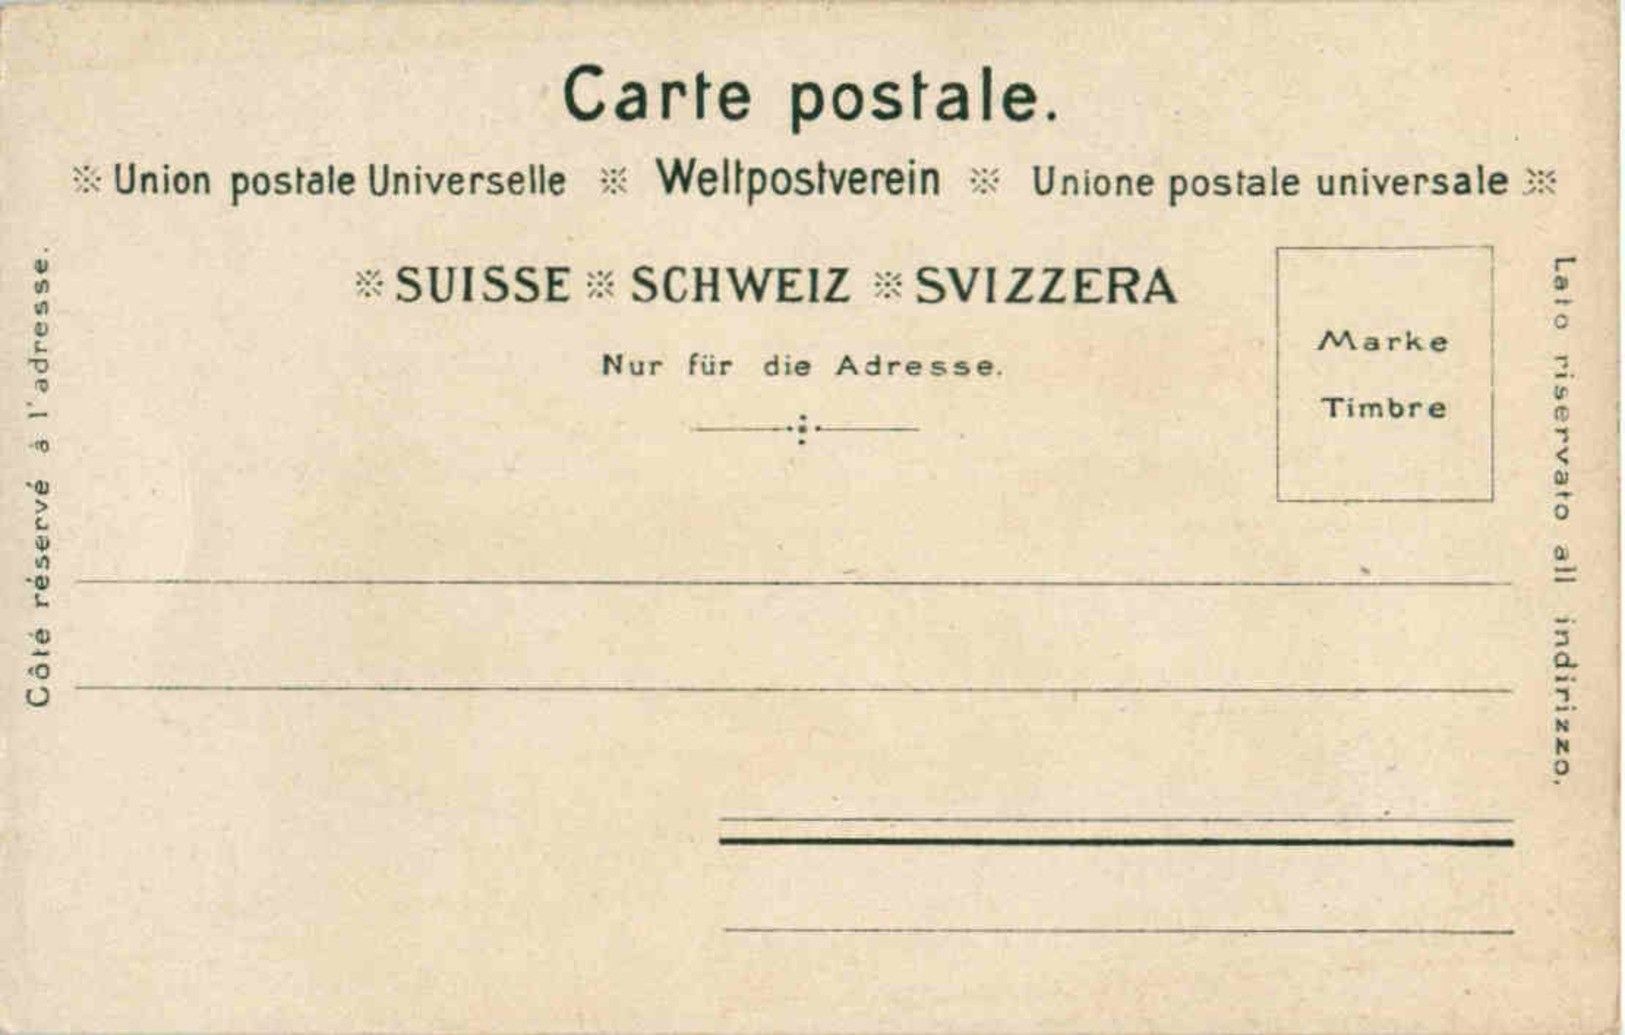 Carte postale.
Union postale Universelle ※ Weltpostverein ※ Unione postale universale
SUISSE ※ SCHWEIZ ※ SVIZZERA
Nur für die Adresse.
Marke
Timbre
Côté réservé à l'adresse.
Lato riservato all indirizzo.